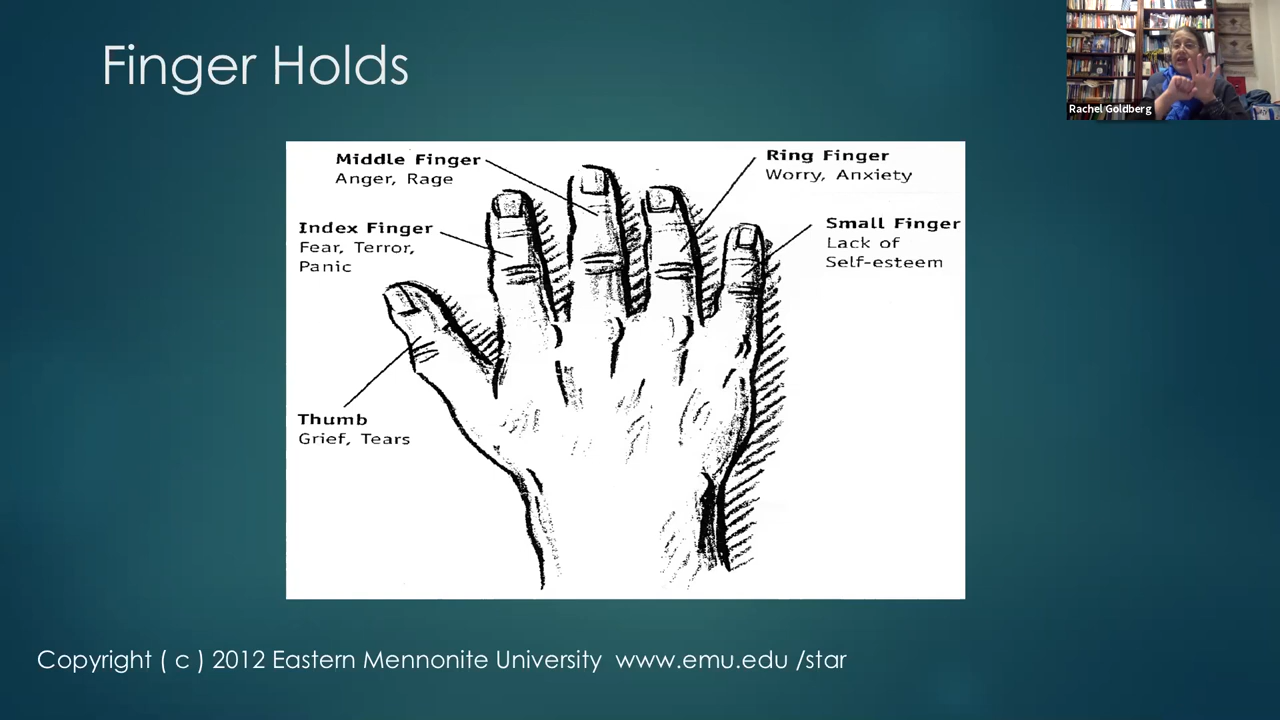 Finger Holds
Rachel Goldberg
Middle Finger
Anger, Rage
Ring Finger
Worry, Anxiety
Index Finger
Fear, Terror,
Panic
Small Finger
Lack of
Self-esteem
Thumb
Grief, Tears
Copyright ( c ) 2012 Eastern Mennonite University www.emu.edu /star